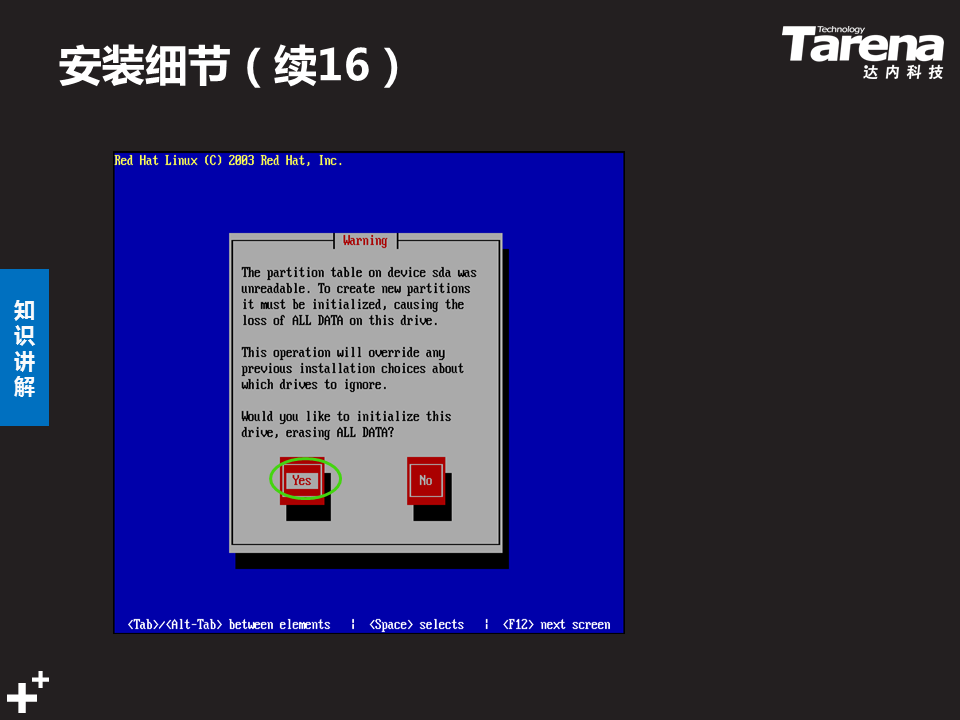 安装细节（续16）
Technology
Tarena
达内科技
知识讲解
Red Hat Linux (C) 2003 Red Hat, Inc.
Warning
The partition table on device sda was
unreadable. To create new partitions
it must be initialized, causing the
loss of ALL DATA on this drive.
This operation will override any
previous installation choices about
which drives to ignore.
Would you like to initialize this
drive, erasing ALL DATA?
Yes
No
<Tab>/<Alt-Tab> between elements | <Space> selects | <F12> next screen